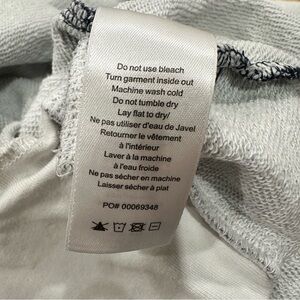 Do not use bleach
Turn garment inside out
Machine wash cold
Do not tumble dry
Lay flat to dry/
Ne pas utiliser d'eau de Javel
Retourner le vêtement
à l'intérieur
Laver à la machine
à l'eau froide
Ne pas sécher en machine
Laisser sécher à plat
PO# 00069348